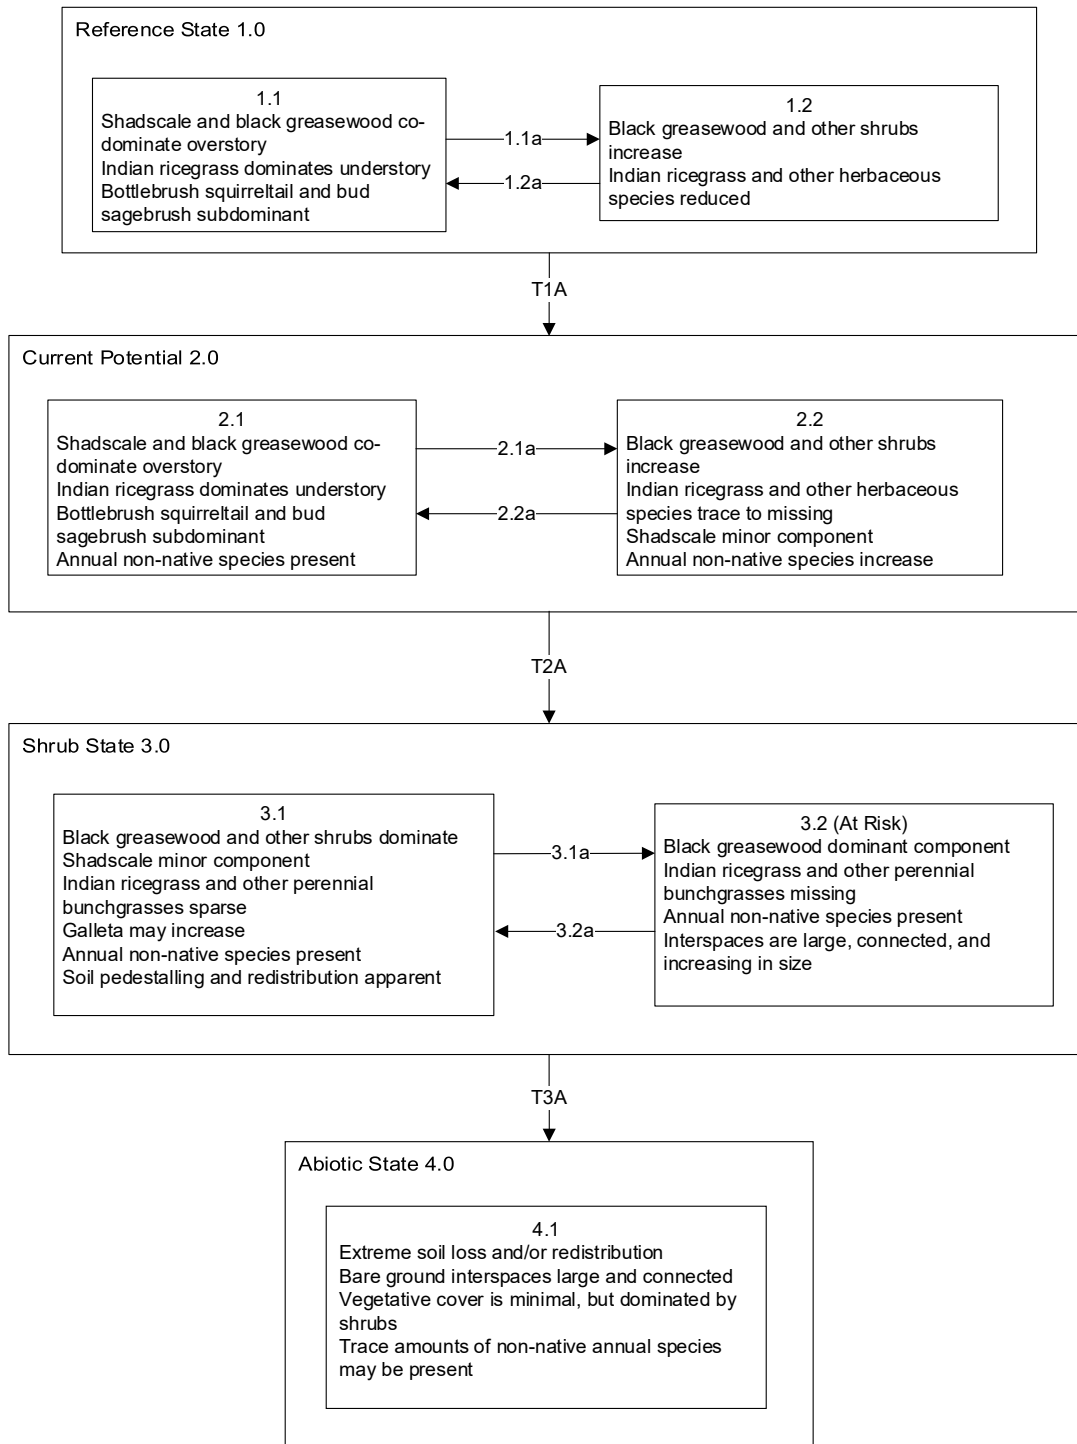 Reference State 1.0
1.1
Shadscale and black greasewood co-
dominate overstory
Indian ricegrass dominates understory
Bottlebrush squirreltail and bud
sagebrush subdominant
1.1a
1.2a
1.2
Black greasewood and other shrubs
increase
Indian ricegrass and other herbaceous
species reduced
T1A
Current Potential 2.0
2.1
Shadscale and black greasewood co-
dominate overstory
Indian ricegrass dominates understory
Bottlebrush squirreltail and bud
sagebrush subdominant
Annual non-native species present
2.1a
2.2a
2.2
Black greasewood and other shrubs
increase
Indian ricegrass and other herbaceous
species trace to missing
Shadscale minor component
Annual non-native species increase
T2A
Shrub State 3.0
3.1
Black greasewood and other shrubs dominate
Shadscale minor component
Indian ricegrass and other perennial
bunchgrasses sparse
Galleta may increase
Annual non-native species present
Soil pedestalling and redistribution apparent
3.1a
3.2a
3.2 (At Risk)
Black greasewood dominant component
Indian ricegrass and other perennial
bunchgrasses missing
Annual non-native species present
Interspaces are large, connected, and
increasing in size
T3A
Abiotic State 4.0
4.1
Extreme soil loss and/or redistribution
Bare ground interspaces large and connected
Vegetative cover is minimal, but dominated by
shrubs
Trace amounts of non-native annual species
may be present